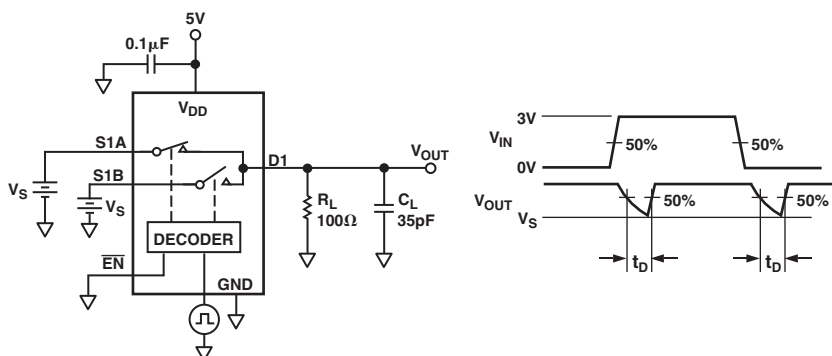 5V
0.1µF
VDD
S1A
D1
VOUT
S1B
VS
VS
RL
100Ω
CL
35pF
DECODER
EN
GND
3V
VIN
50%
50%
0V
VOUT
50%
50%
VS
tD
tD